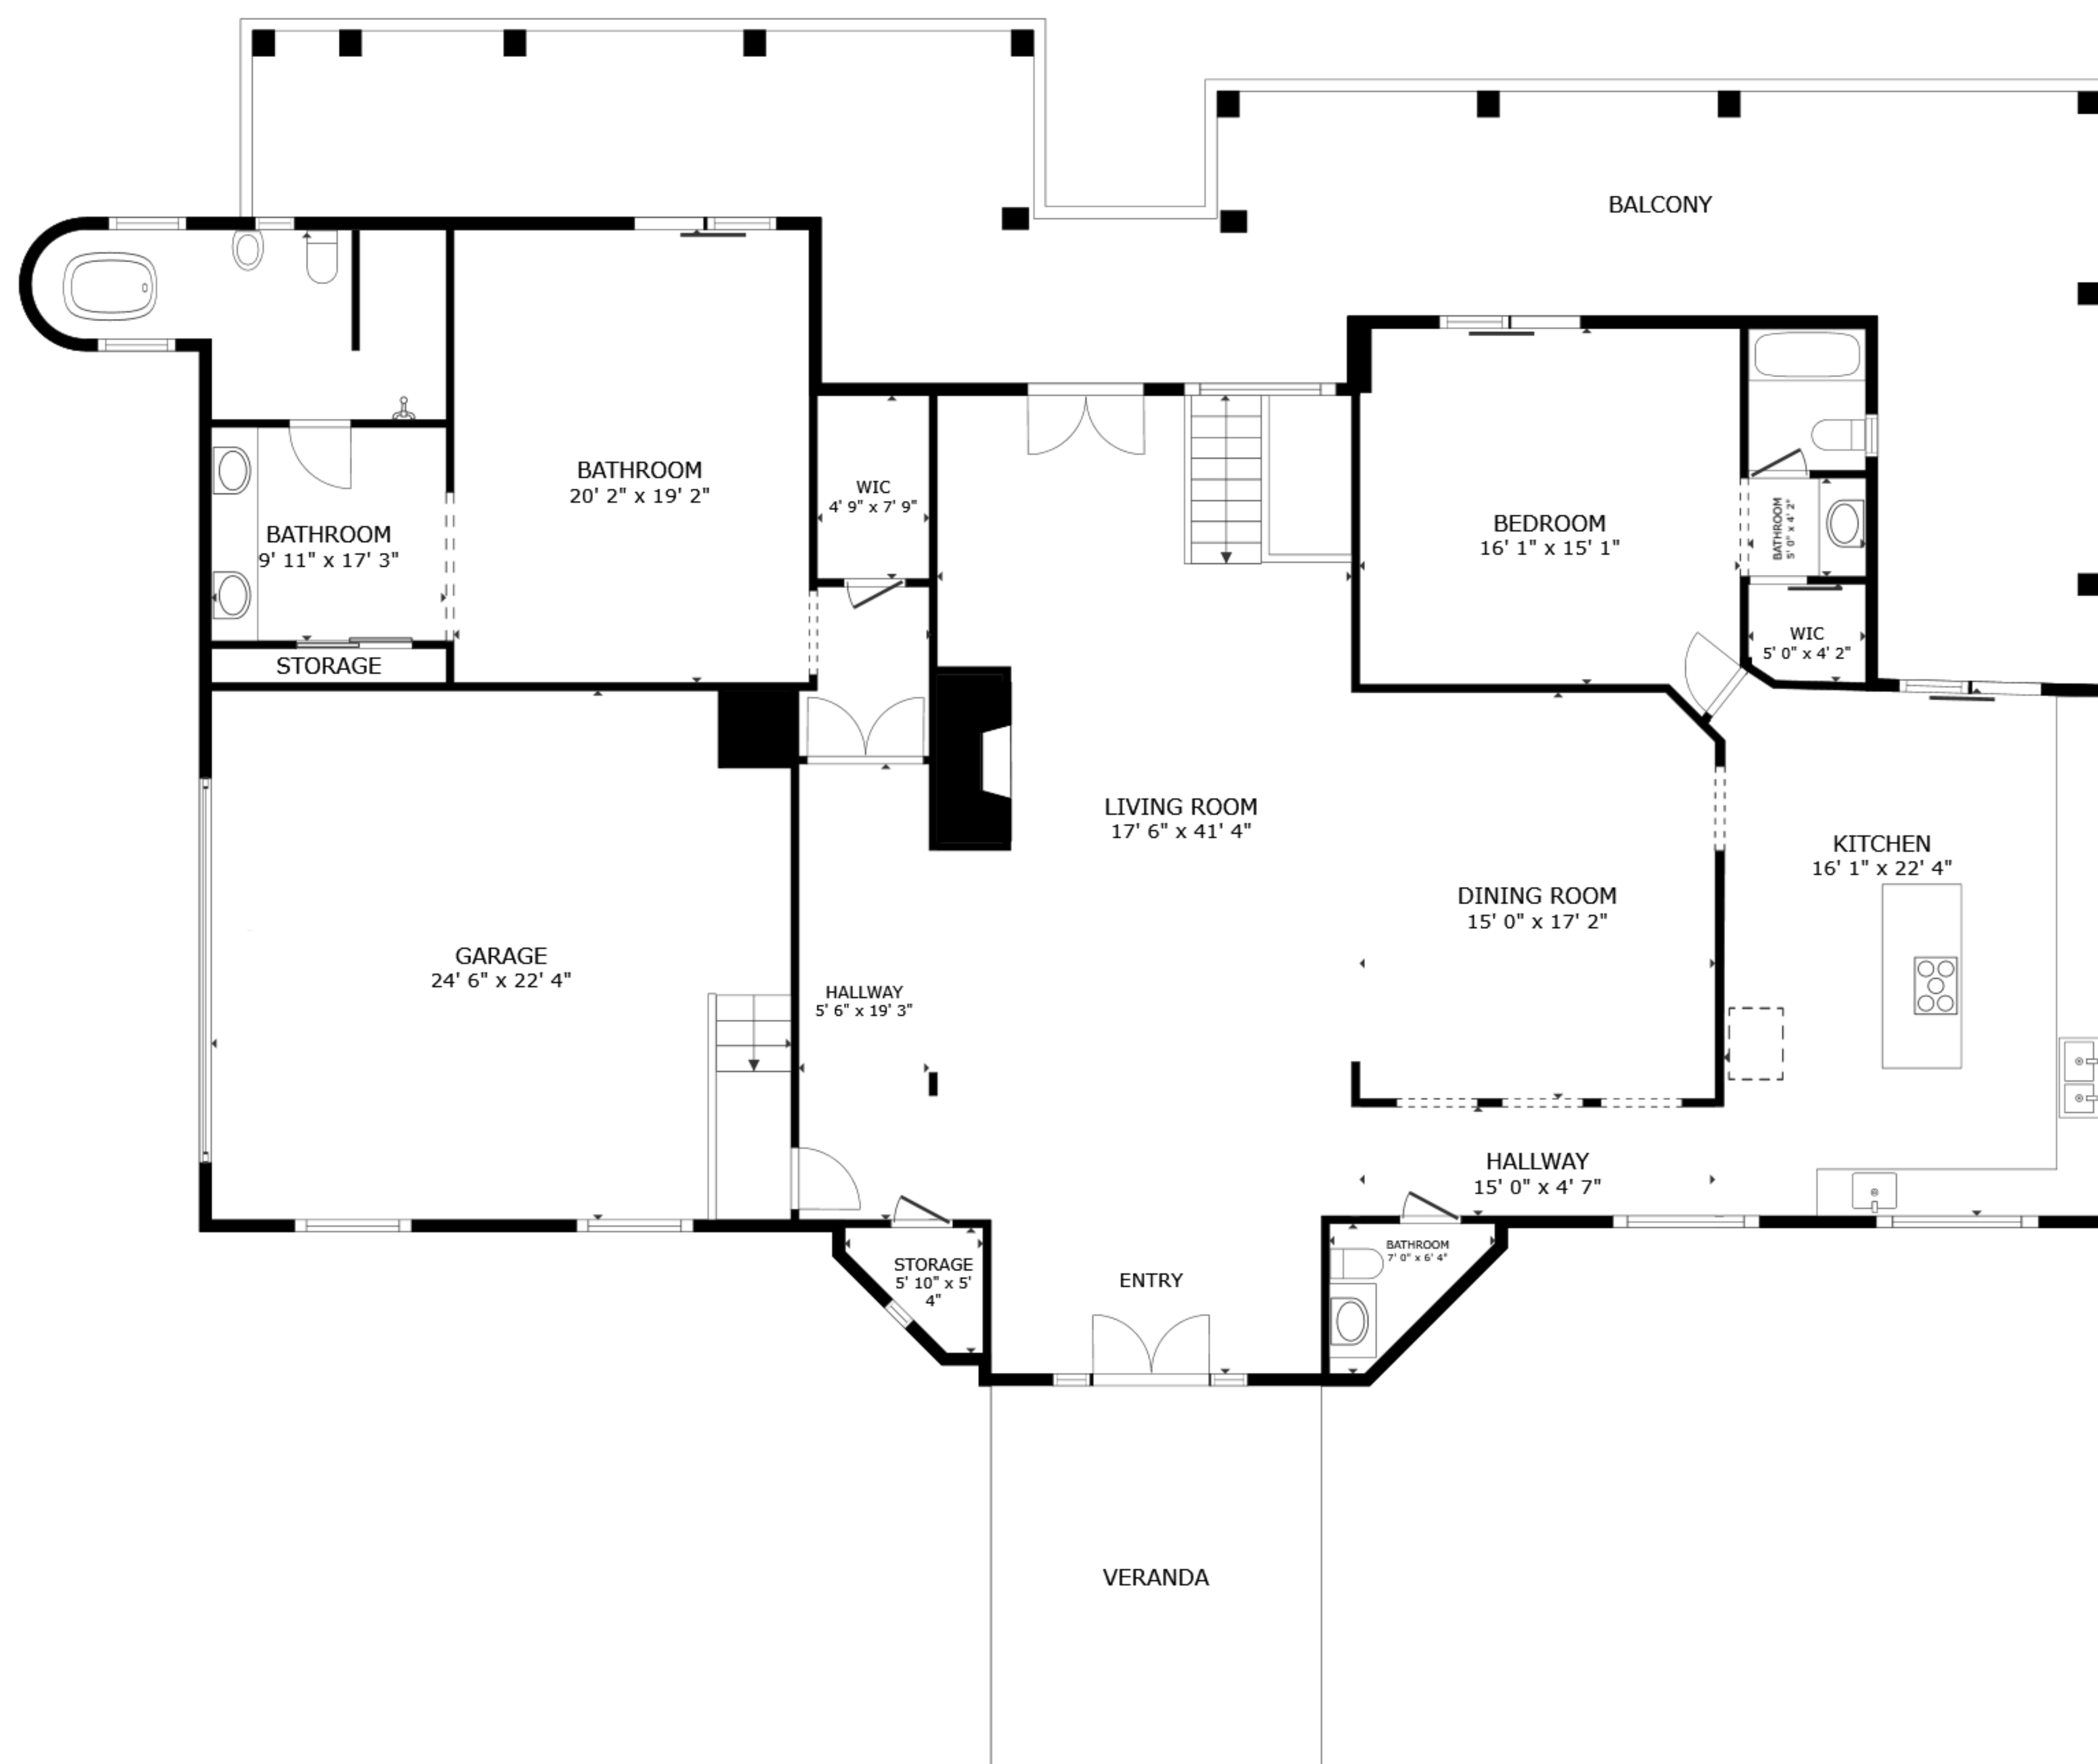 BALCONY
BATHROOM
20' 2" x 19' 2"
WIC
4' 9" x 7' 9"
BATHROOM
9' 11" x 17' 3"
STORAGE
BEDROOM
16' 1" x 15' 1"
BATHROOM
5' 0" x 4' 2"
WIC
5' 0" x 4' 2"
LIVING ROOM
17' 6" x 41' 4"
KITCHEN
16' 1" x 22' 4"
DINING ROOM
15' 0" x 17' 2"
GARAGE
24' 6" x 22' 4"
HALLWAY
5' 6" x 19' 3"
HALLWAY
15' 0" x 4' 7"
STORAGE
5' 10" x 5'
4"
ENTRY
BATHROOM
7' 0" x 6' 4"
VERANDA